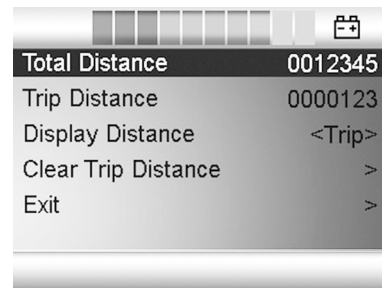 Total Distance 0012345
Trip Distance 0000123
Display Distance <Trip>
Clear Trip Distance >
Exit >